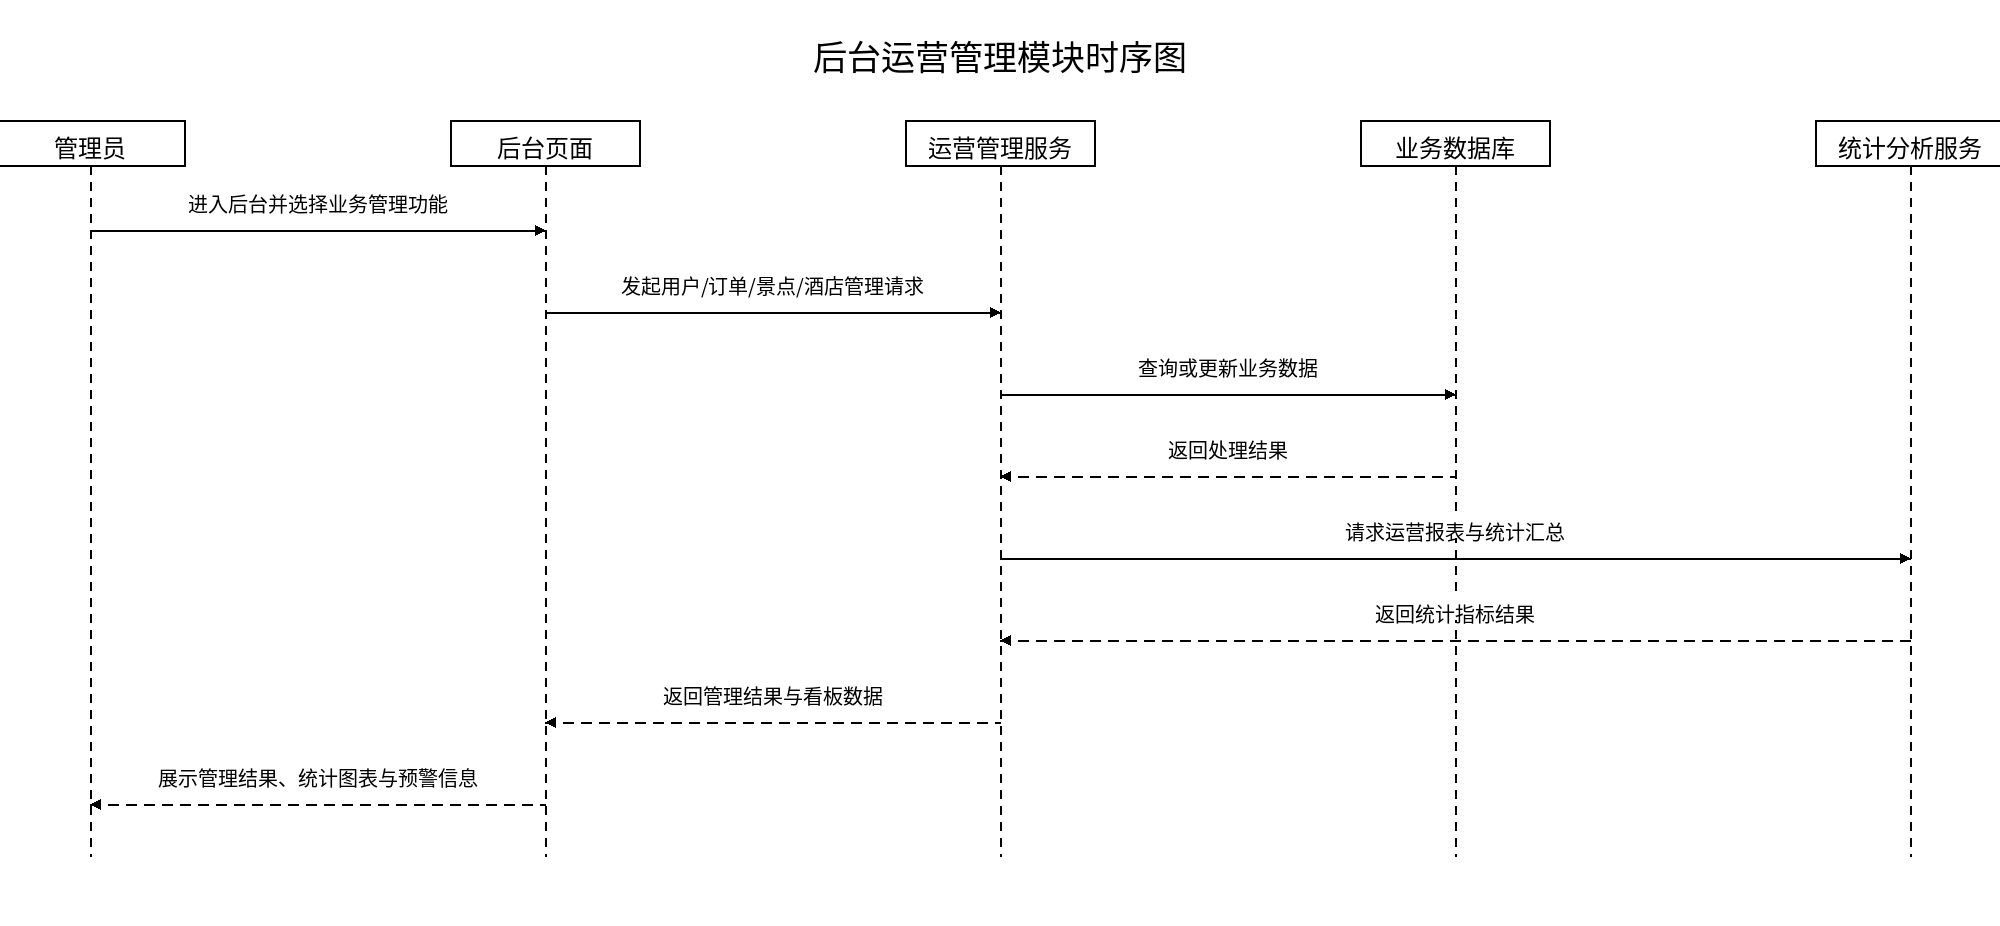 后台运营管理模块时序图
管理员
后台页面
运营管理服务
业务数据库
统计分析服务
进入后台并选择业务管理功能
发起用户/订单/景点/酒店管理请求
查询或更新业务数据
返回处理结果
请求运营报表与统计汇总
返回统计指标结果
返回管理结果与看板数据
展示管理结果、统计图表与预警信息